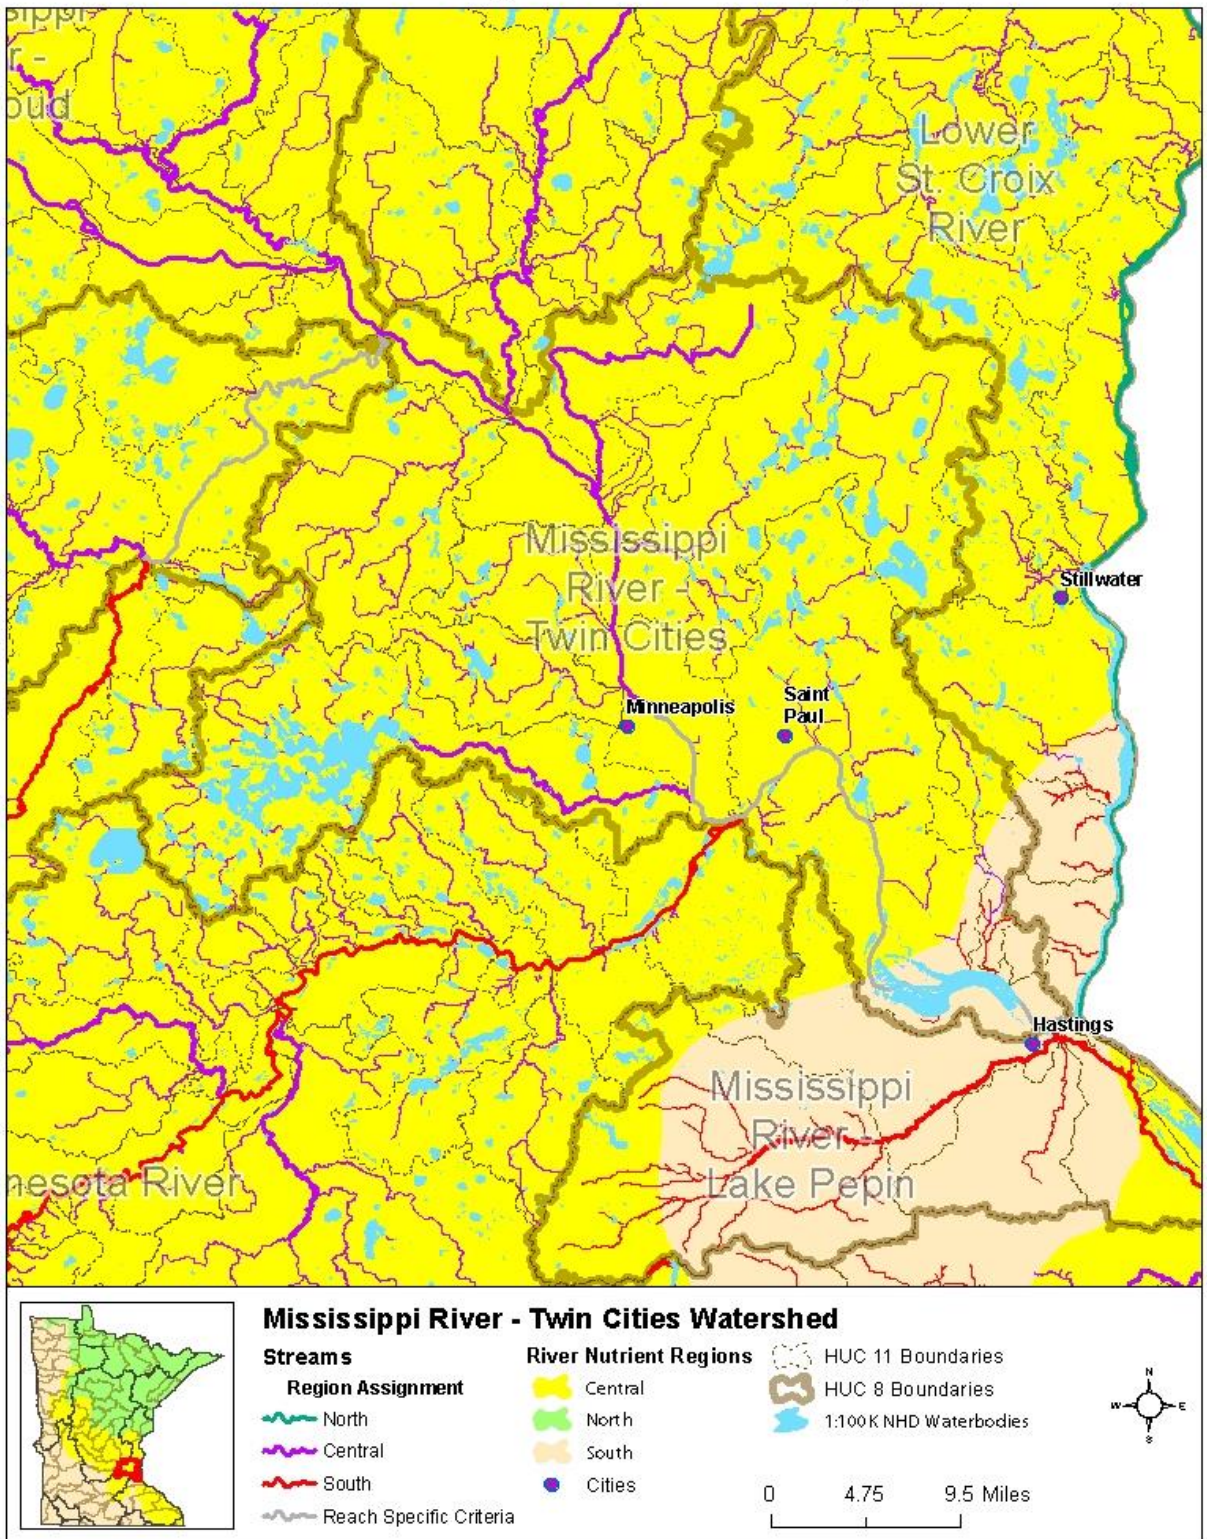 sippi
r -
oud
Lower
St. Croix
River
Mississippi
River -
Twin Cities
Stillwater
Minneapolis
Saint
Paul
Hastings
Mississippi
River -
Lake Pepin
nesota River
Mississippi River - Twin Cities Watershed
Streams
Region Assignment
North
Central
South
Reach Specific Criteria
River Nutrient Regions
Central
North
South
Cities
HUC 11 Boundaries
HUC 8 Boundaries
1:100K NHD Waterbodies
0 4.75 9.5 Miles
N
W E
S